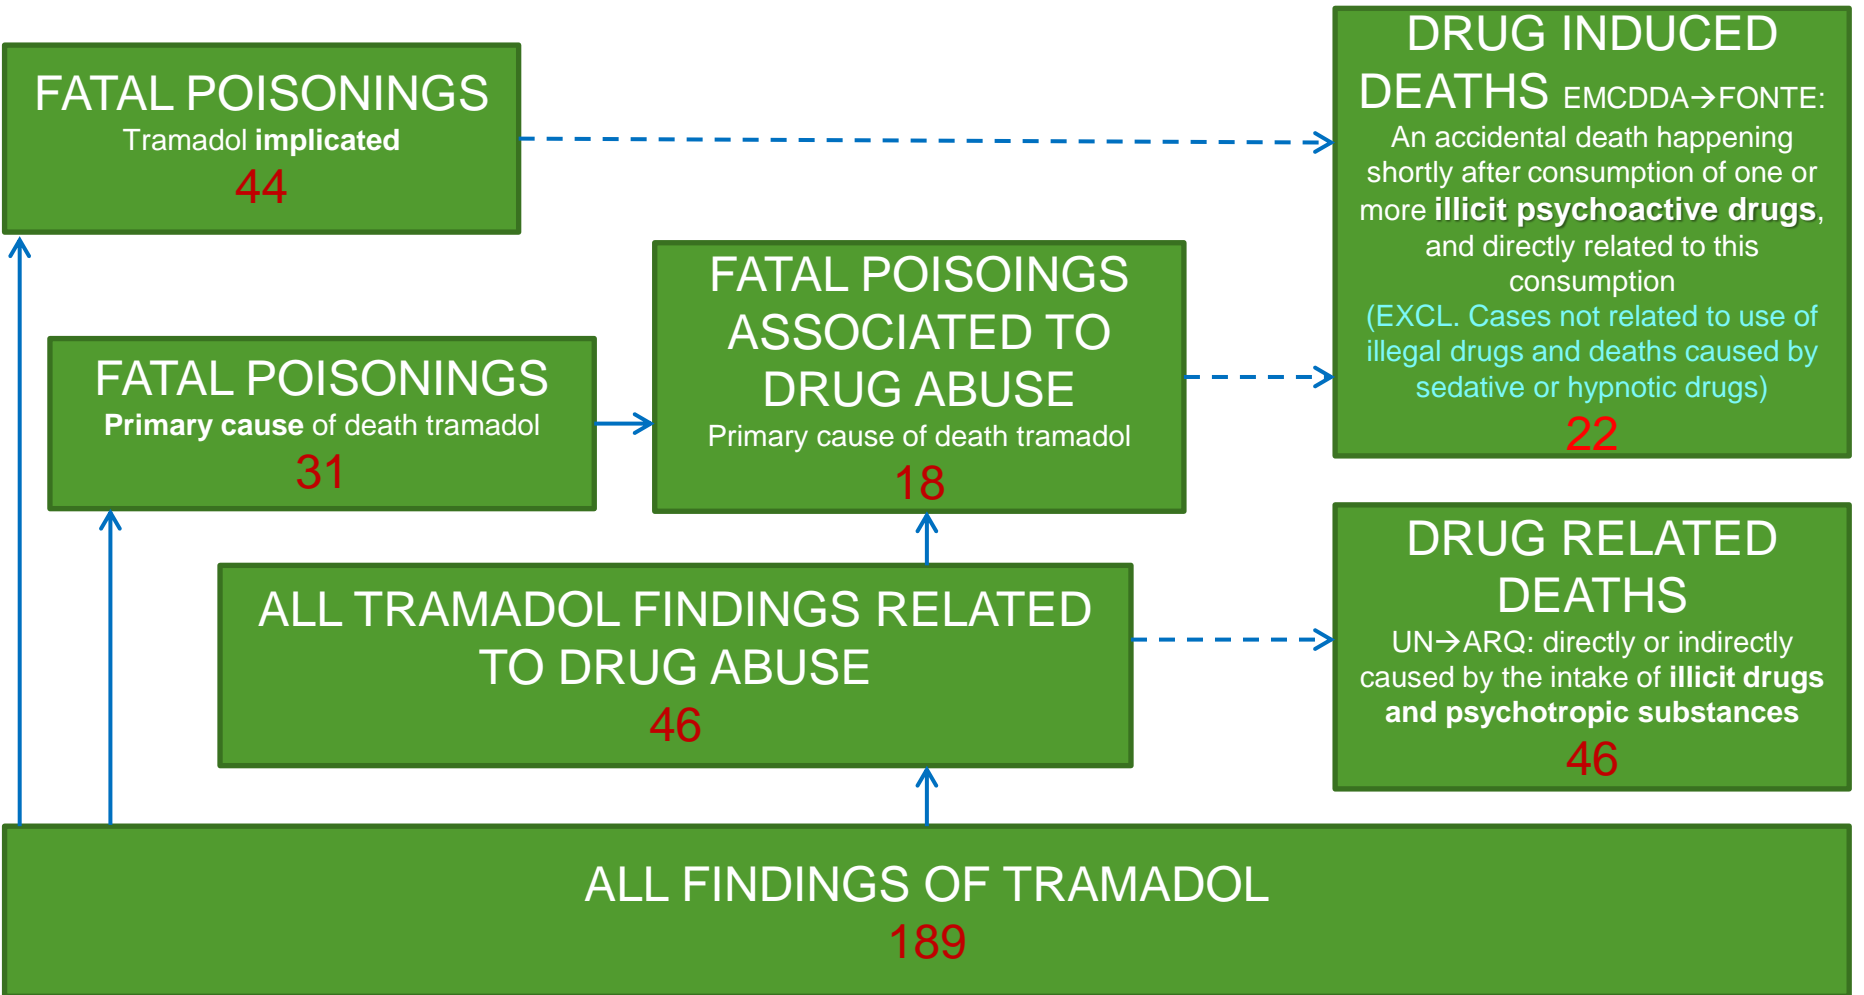 FATAL POISONINGS
Tramadol implicated
44
DRUG INDUCED
DEATHS EMCDDA→FONTE:
An accidental death happening
shortly after consumption of one or
more illicit psychoactive drugs,
and directly related to this
consumption
(EXCL. Cases not related to use of
illegal drugs and deaths caused by
sedative or hypnotic drugs)
22
FATAL POISOINGS
ASSOCIATED TO
DRUG ABUSE
Primary cause of death tramadol
18
FATAL POISONINGS
Primary cause of death tramadol
31
DRUG RELATED
DEATHS
UN→ARQ: directly or indirectly
caused by the intake of illicit drugs
and psychotropic substances
46
ALL TRAMADOL FINDINGS RELATED
TO DRUG ABUSE
46
ALL FINDINGS OF TRAMADOL
189